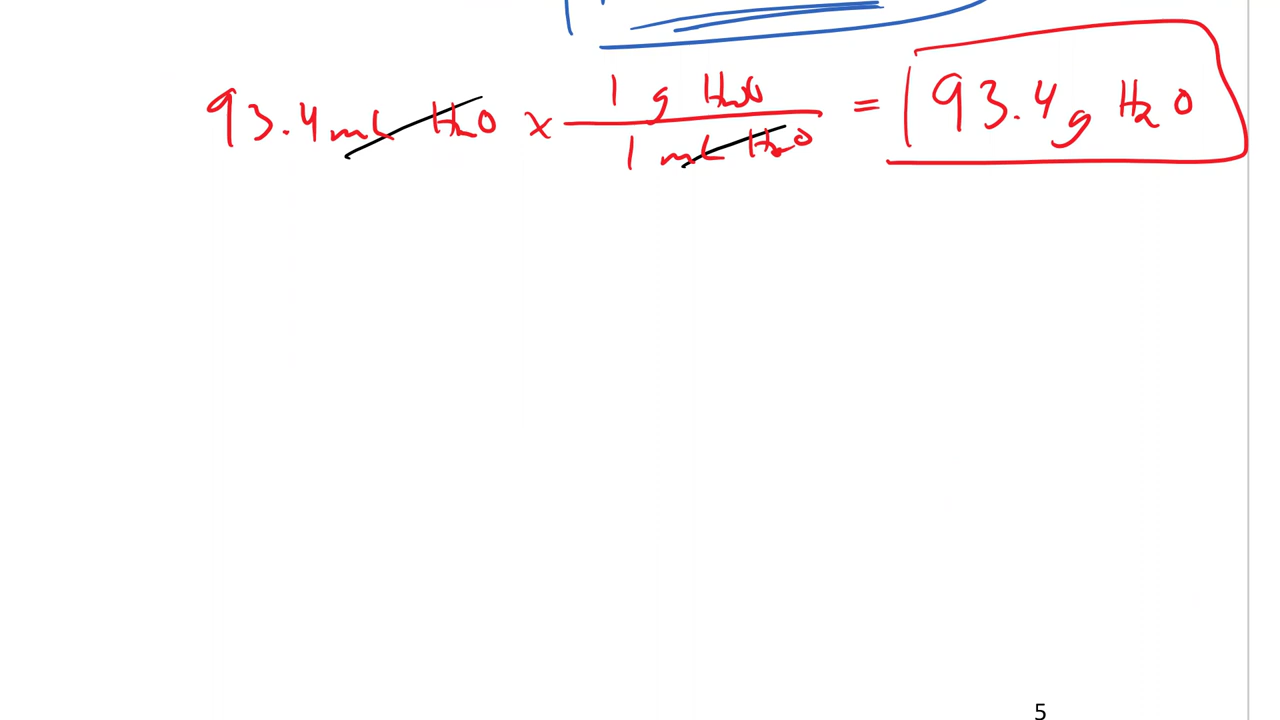 93.4 mL H₂O × 1 g H₂O / 1 mL H₂O = 93.4 g H₂O
5